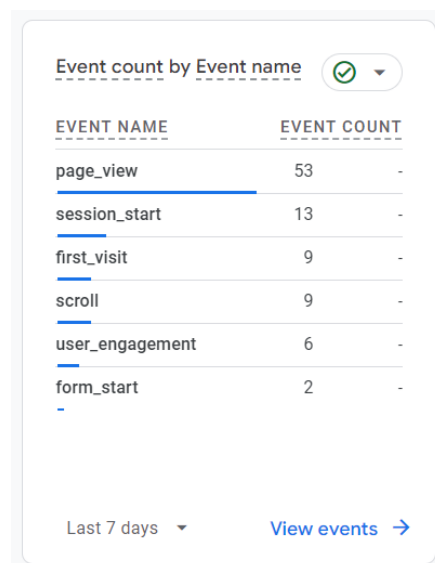 Event count by Event name
EVENT NAME EVENT COUNT
page_view 53 -
session_start 13 -
first_visit 9 -
scroll 9 -
user_engagement 6 -
form_start 2 -
Last 7 days View events